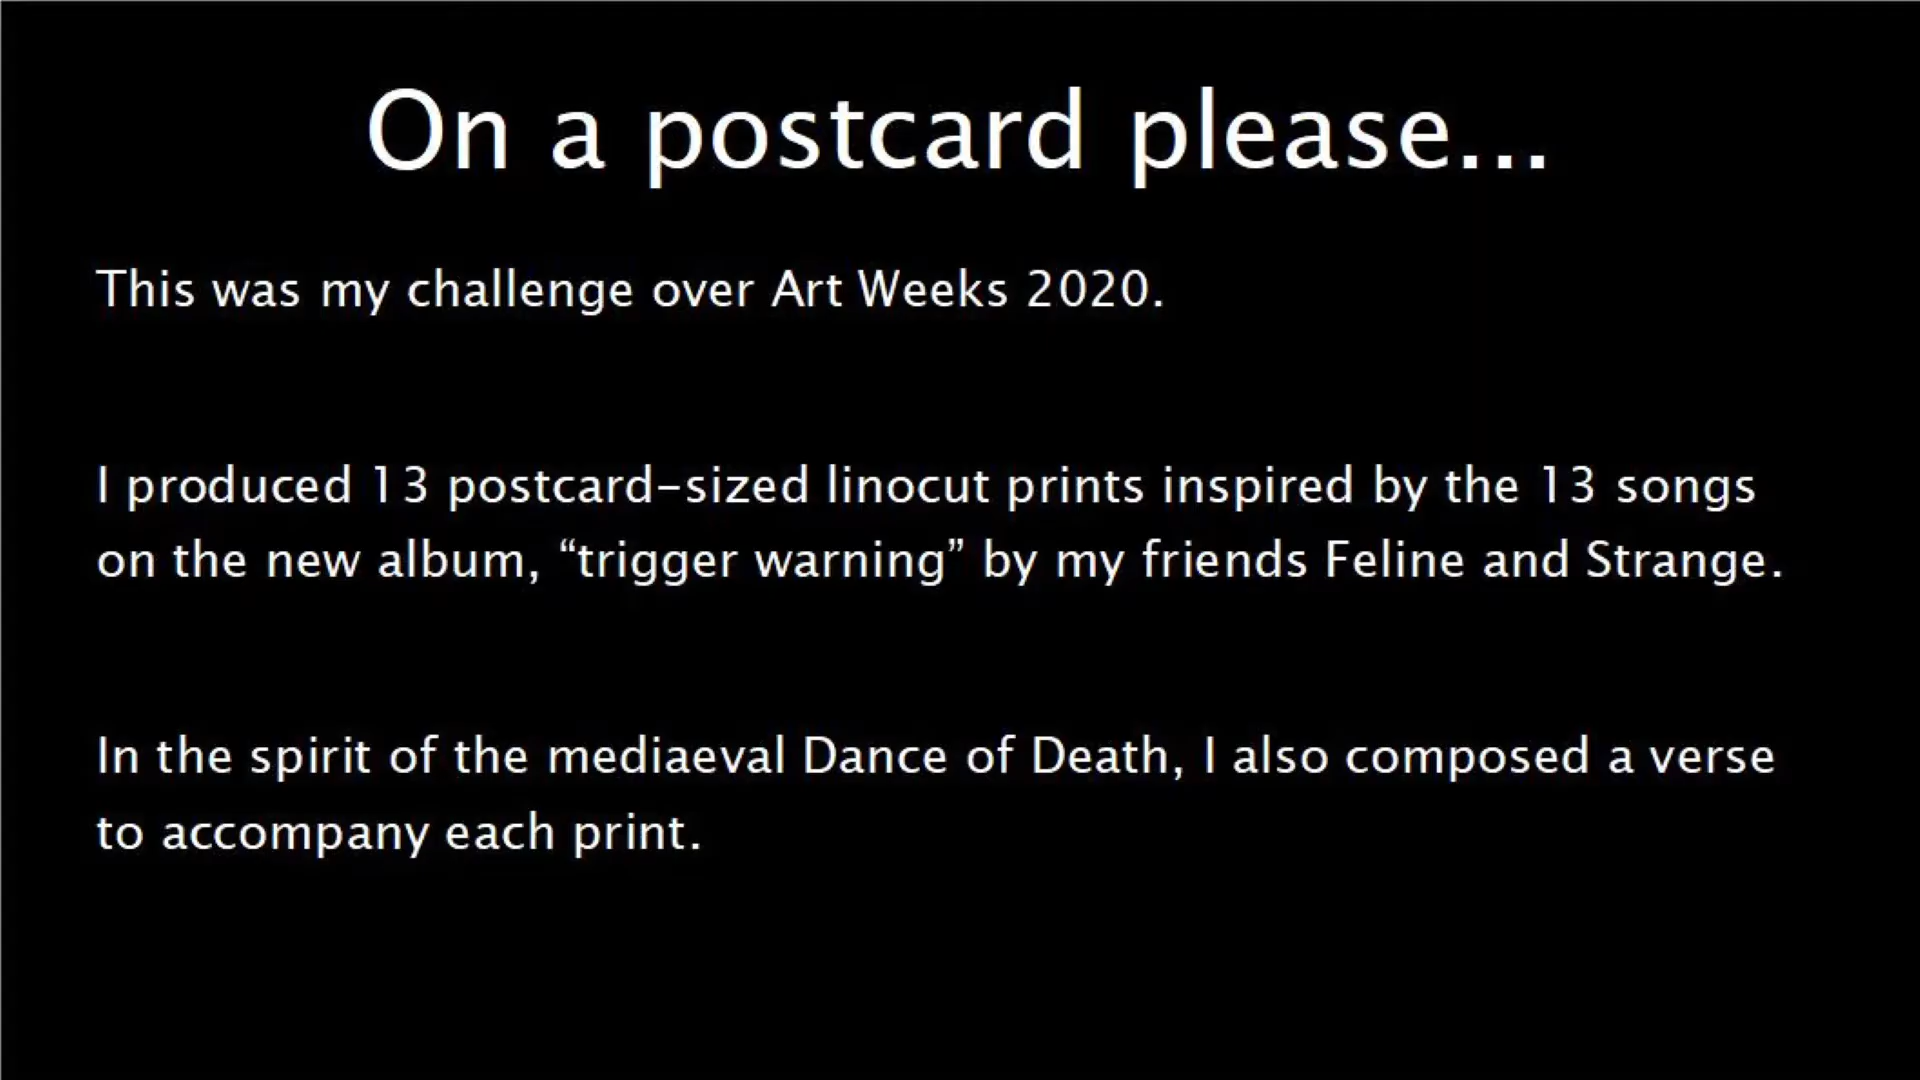 On a postcard please...
This was my challenge over Art Weeks 2020.
I produced 13 postcard-sized linocut prints inspired by the 13 songs
on the new album, “trigger warning” by my friends Feline and Strange.
In the spirit of the mediaeval Dance of Death, I also composed a verse
to accompany each print.